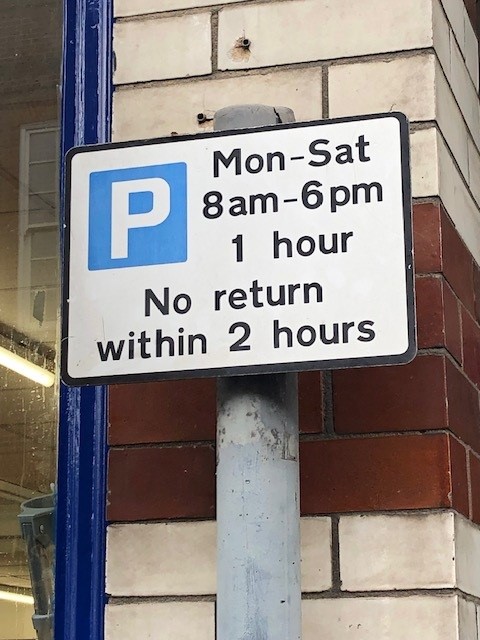 P
Mon-Sat
8am-6pm
1 hour
No return
within 2 hours